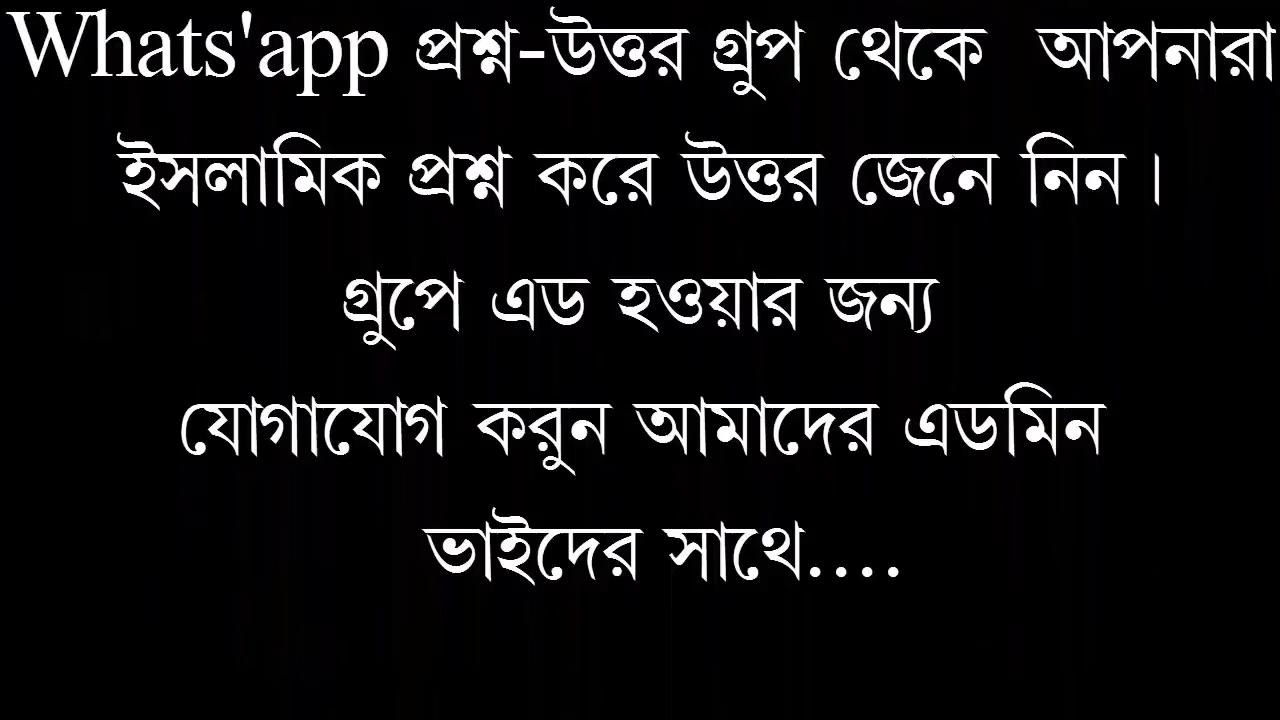 Whats'app প্রশ্ন-উত্তর গ্রুপ থেকে আপনারা
ইসলামিক প্রশ্ন করে উত্তর জেনে নিন।
গ্রুপে এড হওয়ার জন্য
যোগাযোগ করুন আমাদের এডমিন
ভাইদের সাথে....